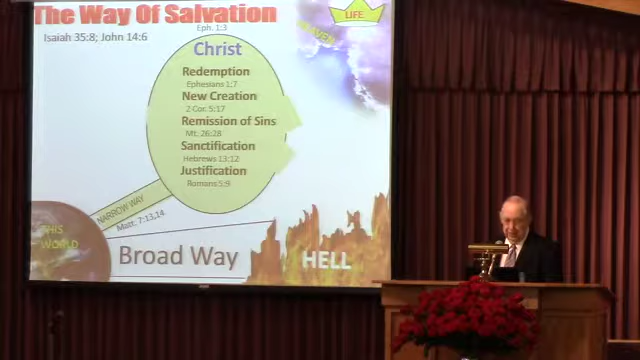 The Way Of Salvation
Isaiah 35:8; John 14:6
Eph. 1:3
LIFE
HEAVEN
Christ
Redemption
Ephesians 1:7
New Creation
2 Cor. 5:17
Remission of Sins
Mt. 26:28
Sanctification
Hebrews 13:12
Justification
Romans 5:9
NARROW WAY
Matt. 7:13,14
THIS
WORLD
Broad Way
HELL